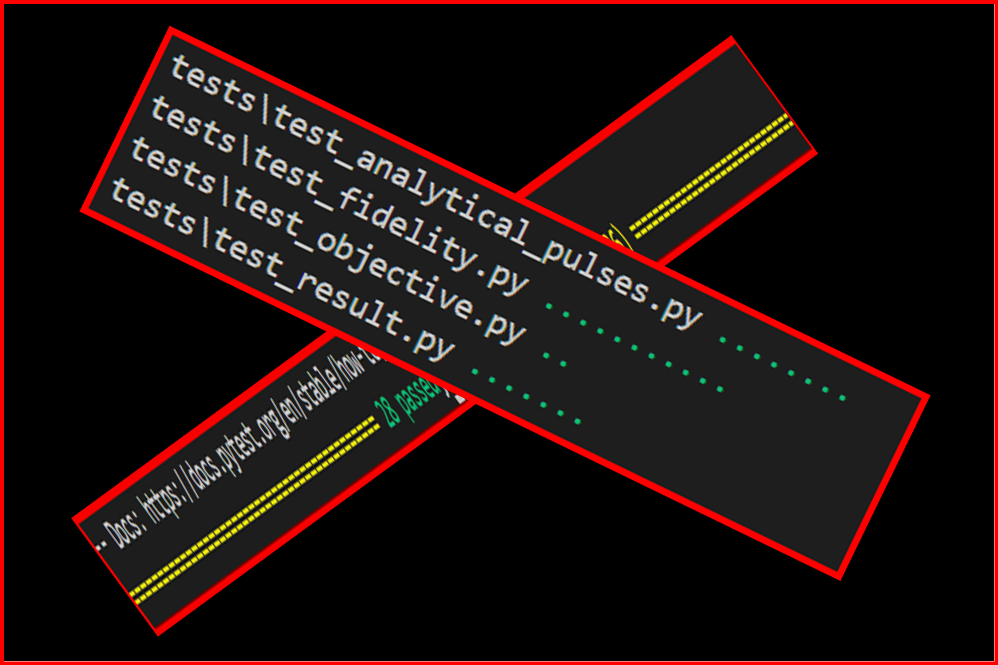 tests\test_analytical_pulses.py ........
tests\test_fidelity.py ...........
tests\test_objective.py ..
tests\test_result.py .......
-- Docs: https://docs.pytest.org/en/stable/how-
28 passed